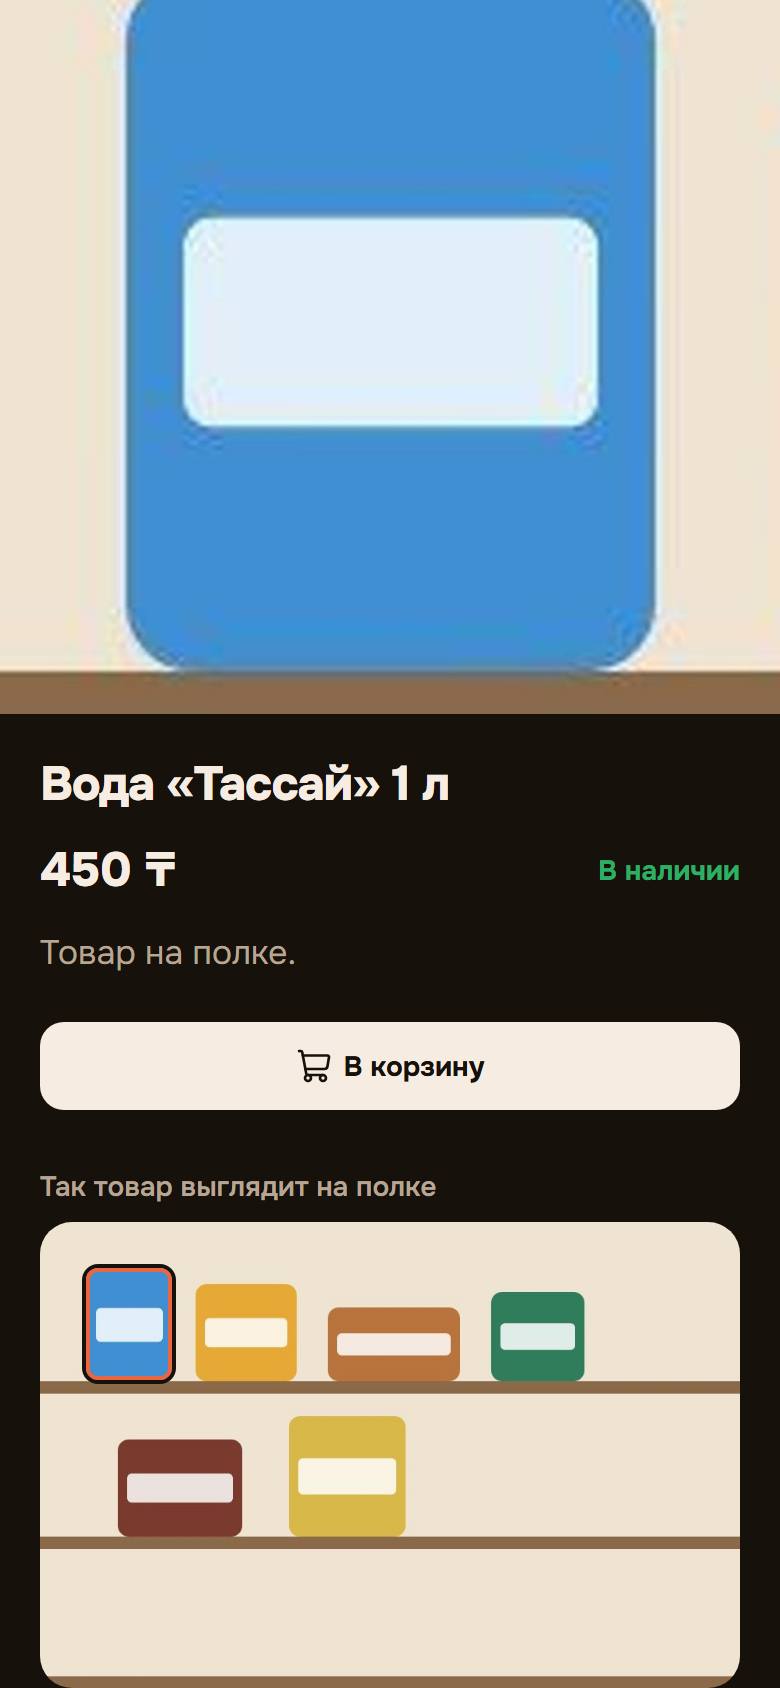 Вода «Тассай» 1 л
450 ₸
В наличии
Товар на полке.
В корзину
Так товар выглядит на полке